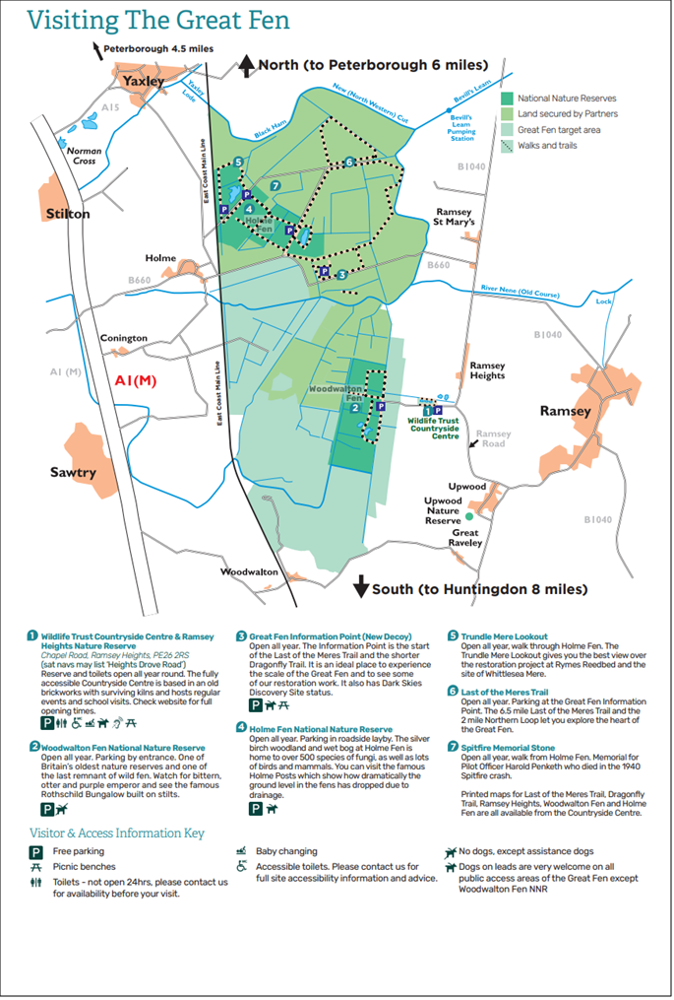 Visiting The Great Fen
Peterborough 4.5 miles
North (to Peterborough 6 miles)
Yaxley
Yaxley
Lode
A15
Norman
Cross
Stilton
East Coast Main Line
Black Ham
New (North Western) Cut
Bevill's Leam
Bevill's
Leam
Pumping
Station
National Nature Reserves
Land secured by Partners
Great Fen target area
Walks and trails
B1040
5
6
7
P
P
4
Holme
Fen
P
P
3
Ramsey
St Mary's
Holme
B660
B660
River Nene (Old Course)
Lock
B1040
Conington
A1 (M)
A1(M)
East Coast Main Line
Ramsey
Heights
Woodwalton
Fen
2
P
1
P
Wildlife Trust
Countryside
Centre
Ramsey
Ramsey
Road
Sawtry
Upwood
Upwood
Nature
Reserve
Great
Raveley
B1040
Woodwalton
South (to Huntingdon 8 miles)
1 Wildlife Trust Countryside Centre & Ramsey
Heights Nature Reserve
Chapel Road, Ramsey Heights, PE26 2RS
(sat navs may list 'Heights Drove Road')
Reserve and toilets open all year round. The fully
accessible Countryside Centre is based in an old
brickworks with surviving kilns and hosts regular
events and school visits. Check website for full
opening times.
P
2 Woodwalton Fen National Nature Reserve
Open all year. Parking by entrance. One of
Britain's oldest nature reserves and one of
the last remnant of wild fen. Watch for bittern,
otter and purple emperor and see the famous
Rothschild Bungalow built on stilts.
P
3 Great Fen Information Point (New Decoy)
Open all year. The Information Point is the start
of the Last of the Meres Trail and the shorter
Dragonfly Trail. It is an ideal place to experience
the scale of the Great Fen and to see some
of our restoration work. It also has Dark Skies
Discovery Site status.
P
4 Holme Fen National Nature Reserve
Open all year. Parking in roadside layby. The silver
birch woodland and wet bog at Holme Fen is
home to over 500 species of fungi, as well as lots
of birds and mammals. You can visit the famous
Holme Posts which show how dramatically the
ground level in the fens has dropped due to
drainage.
P
5 Trundle Mere Lookout
Open all year, walk through Holme Fen. The
Trundle Mere Lookout gives you the best view over
the restoration project at Rymes Reedbed and the
site of Whittlesea Mere.
6 Last of the Meres Trail
Open all year. Parking at the Great Fen Information
Point. The 6.5 mile Last of the Meres Trail and the
2 mile Northern Loop let you explore the heart of
the Great Fen.
7 Spitfire Memorial Stone
Open all year, walk from Holme Fen. Memorial for
Pilot Officer Harold Penketh who died in the 1940
Spitfire crash.
Printed maps for Last of the Meres Trail, Dragonfly
Trail, Ramsey Heights, Woodwalton Fen and Holme
Fen are all available from the Countryside Centre.
Visitor & Access Information Key
P Free parking
Picnic benches
Toilets - not open 24hrs, please contact us
for availability before your visit.
Baby changing
Accessible toilets. Please contact us for
full site accessibility information and advice.
No dogs, except assistance dogs
Dogs on leads are very welcome on all
public access areas of the Great Fen except
Woodwalton Fen NNR